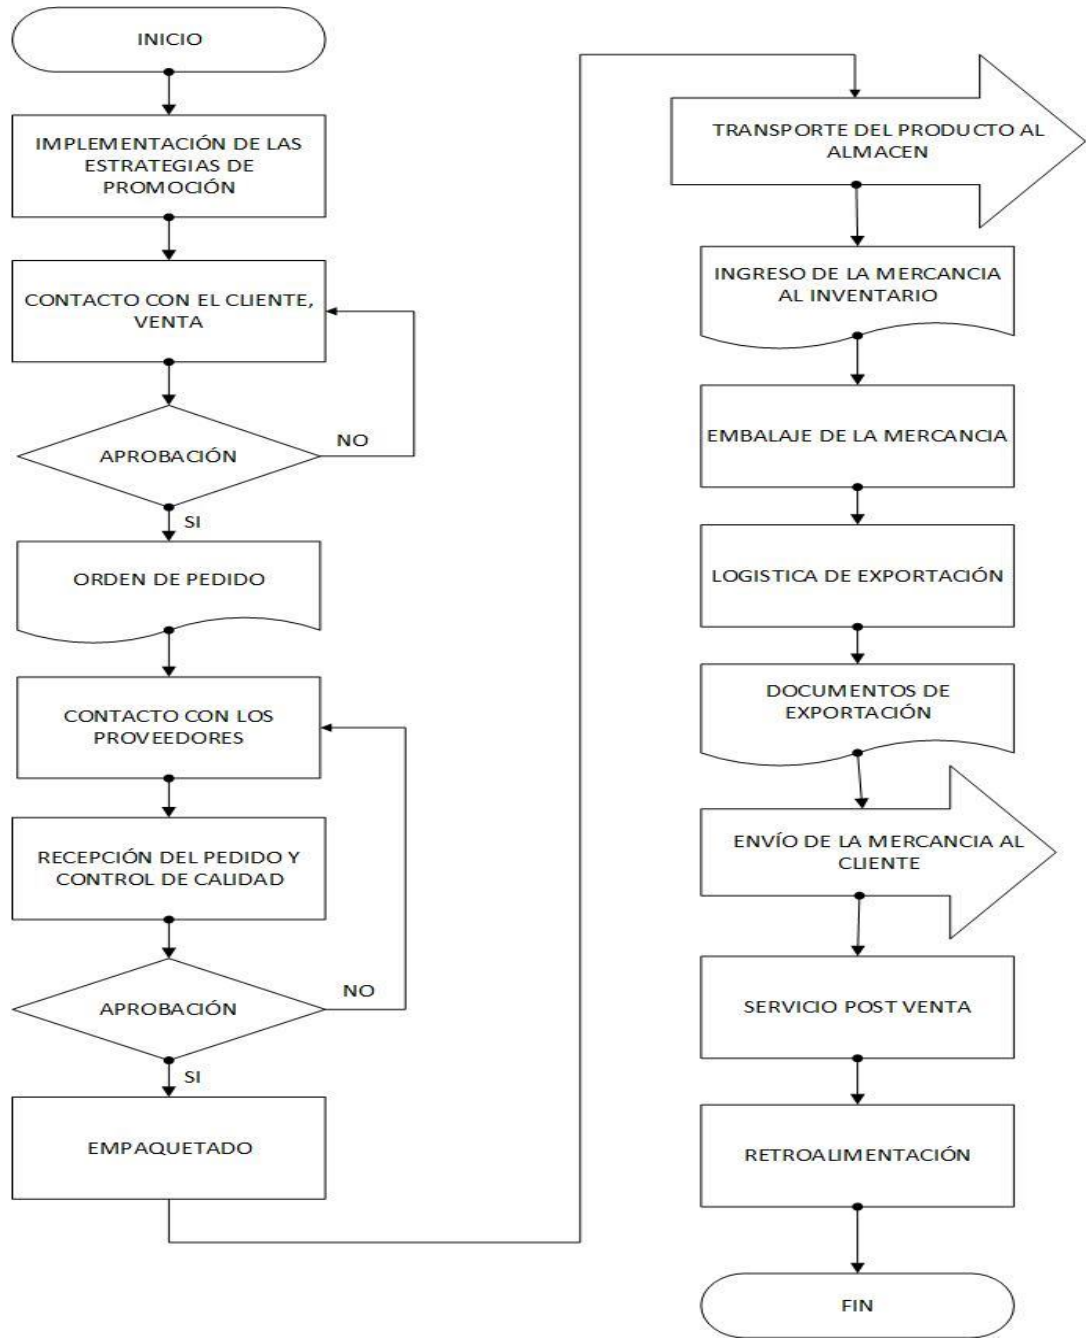 INICIO
IMPLEMENTACIÓN DE LAS
ESTRATEGIAS DE
PROMOCIÓN
CONTACTO CON EL CLIENTE,
VENTA
APROBACIÓN
NO
SI
ORDEN DE PEDIDO
CONTACTO CON LOS
PROVEEDORES
RECEPCIÓN DEL PEDIDO Y
CONTROL DE CALIDAD
APROBACIÓN
NO
SI
EMPAQUETADO
TRANSPORTE DEL PRODUCTO AL
ALMACEN
INGRESO DE LA MERCANCIA
AL INVENTARIO
EMBALAJE DE LA MERCANCIA
LOGISTICA DE EXPORTACIÓN
DOCUMENTOS DE
EXPORTACIÓN
ENVÍO DE LA MERCANCIA AL
CLIENTE
SERVICIO POST VENTA
RETROALIMENTACIÓN
FIN